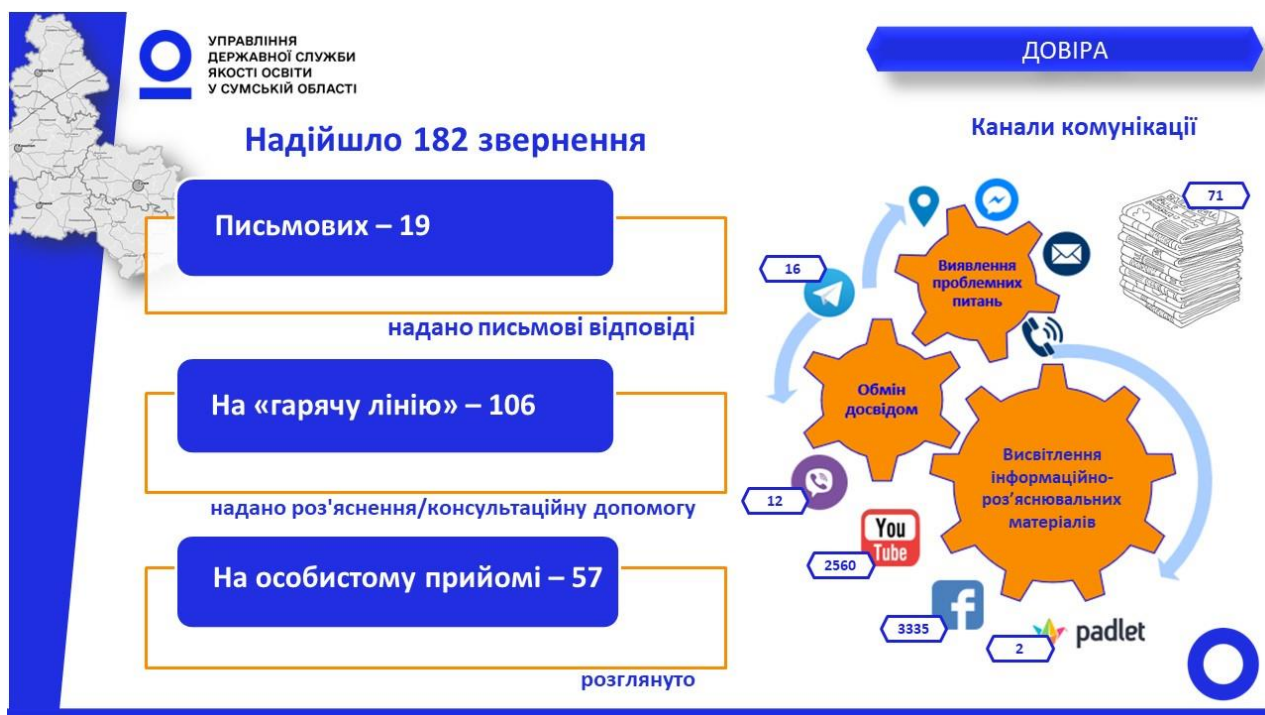 УПРАВЛІННЯ
ДЕРЖАВНОЇ СЛУЖБИ
ЯКОСТІ ОСВІТИ
У СУМСЬКІЙ ОБЛАСТІ
ДОВІРА
Надійшло 182 звернення
Письмових – 19
надано письмові відповіді
На «гарячу лінію» – 106
надано роз'яснення/консультаційну допомогу
На особистому прийомі – 57
розглянуто
Канали комунікації
71
16
Виявлення
проблемних
питань
Обмін
досвідом
Висвітлення
інформаційно-
роз’яснювальних
матеріалів
12
You
Tube
2560
3335
2
padlet